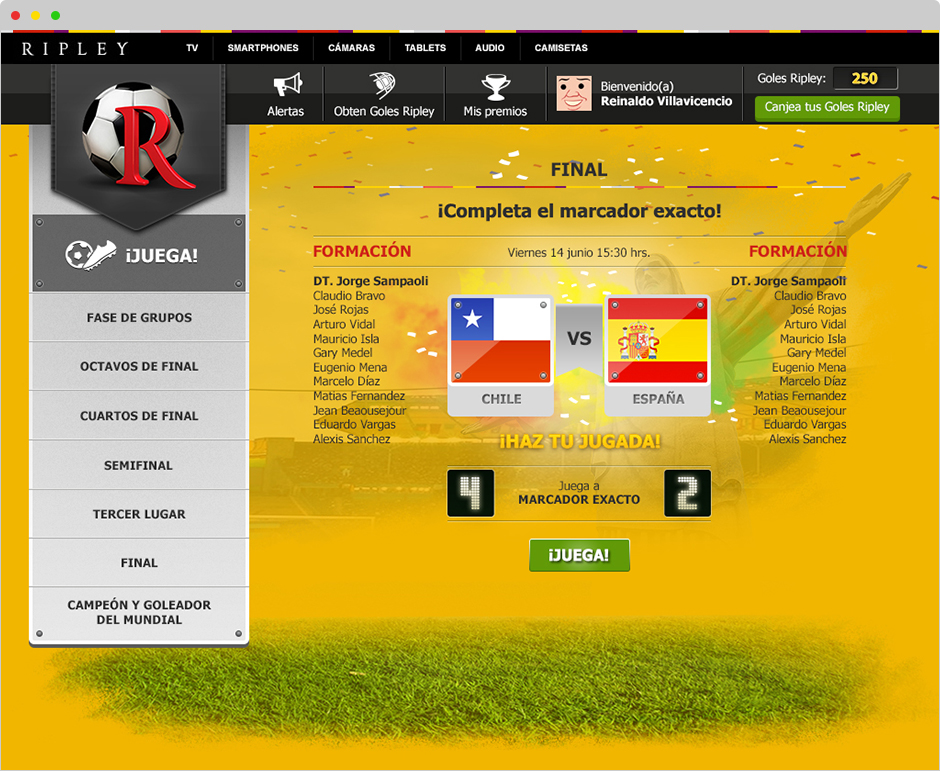 RIPLEY
TV
SMARTPHONES
CÁMARAS
TABLETS
AUDIO
CAMISETAS
R
Alertas
Obten Goles Ripley
Mis premios
Bienvenido(a)
Reinaldo Villavicencio
Goles Ripley:
250
Canjea tus Goles Ripley
¡JUEGA!
FASE DE GRUPOS
OCTAVOS DE FINAL
CUARTOS DE FINAL
SEMIFINAL
TERCER LUGAR
FINAL
CAMPEÓN Y GOLEADOR
DEL MUNDIAL
FINAL
¡Completa el marcador exacto!
FORMACIÓN
Viernes 14 junio 15:30 hrs.
FORMACIÓN
DT. Jorge Sampaoli
Claudio Bravo
José Rojas
Arturo Vidal
Mauricio Isla
Gary Medel
Eugenio Mena
Marcelo Díaz
Matias Fernandez
Jean Beaousejour
Eduardo Vargas
Alexis Sanchez
CHILE
VS
ESPAÑA
DT. Jorge Sampaoli
Claudio Bravo
José Rojas
Arturo Vidal
Mauricio Isla
Gary Medel
Eugenio Mena
Marcelo Díaz
Matias Fernandez
Jean Beaousejour
Eduardo Vargas
Alexis Sanchez
¡HAZ TU JUGADA!
4
Juega a
MARCADOR EXACTO
2
¡JUEGA!